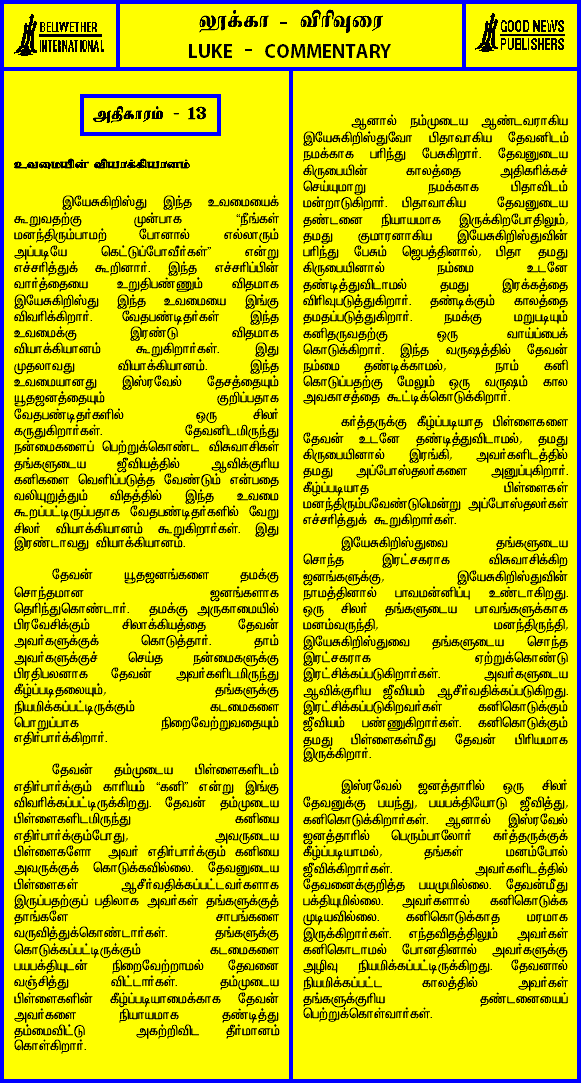 BELLWETHER
INTERNATIONAL
லூக்கா - விரிவுரை
LUKE - COMMENTARY
GOOD NEWS
PUBLISHERS
அதிகாரம் - 13
உவமையின் வியாக்கியானம்
இயேசுகிறிஸ்து இந்த உவமையைக்
கூறுவதற்கு முன்பாக “நீங்கள்
மனந்திரும்பாமற் போனால் எல்லாரும்
அப்படியே கெட்டுப்போவீர்கள்” என்று
எச்சரித்துக் கூறினார். இந்த எச்சரிப்பின்
வார்த்தையை உறுதிபண்ணும் விதமாக
இயேசுகிறிஸ்து இந்த உவமையை இங்கு
விவரிக்கிறார். வேதபண்டிதர்கள் இந்த
உவமைக்கு இரண்டு விதமாக
வியாக்கியானம் கூறுகிறார்கள். இது
முதலாவது வியாக்கியானம். இந்த
உவமையானது இஸ்ரவேல் தேசத்தையும்
யூதஜனத்தையும் குறிப்பதாக
வேதபண்டிதர்களில் ஒரு சிலர்
கருதுகிறார்கள். தேவனிடமிருந்து
நன்மைகளைப் பெற்றுக்கொண்ட விசுவாசிகள்
தங்களுடைய ஜீவியத்தில் ஆவிக்குரிய
கனிகளை வெளிப்படுத்த வேண்டும் என்பதை
வலியுறுத்தும் விதத்தில் இந்த உவமை
கூறப்பட்டிருப்பதாக வேதபண்டிதர்களில் வேறு
சிலர் வியாக்கியானம் கூறுகிறார்கள். இது
இரண்டாவது வியாக்கியானம்.
தேவன் யூதஜனங்களை தமக்கு
சொந்தமான ஜனங்களாக
தெரிந்துகொண்டார். தமக்கு அருகாமையில்
பிரவேசிக்கும் சிலாக்கியத்தை தேவன்
அவர்களுக்குக் கொடுத்தார். தாம்
அவர்களுக்குச் செய்த நன்மைகளுக்கு
பிரதிபலனாக தேவன் அவர்களிடமிருந்து
கீழ்ப்படிதலையும், தங்களுக்கு
நியமிக்கப்பட்டிருக்கும் கடமைகளை
பொறுப்பாக நிறைவேற்றுவதையும்
எதிர்பார்க்கிறார்.
தேவன் தம்முடைய பிள்ளைகளிடம்
எதிர்பார்க்கும் காரியம் “கனி” என்று இங்கு
விவரிக்கப்பட்டிருக்கிறது. தேவன் தம்முடைய
பிள்ளைகளிடமிருந்து கனியை
எதிர்பார்க்கும்போது, அவருடைய
பிள்ளைகளோ அவர் எதிர்பார்க்கும் கனியை
அவருக்குக் கொடுக்கவில்லை. தேவனுடைய
பிள்ளைகள் ஆசீர்வதிக்கப்பட்டவர்களாக
இருப்பதற்குப் பதிலாக அவர்கள் தங்களுக்குத்
தாங்களே சாபங்களை
வருவித்துக்கொண்டார்கள். தங்களுக்கு
கொடுக்கப்பட்டிருக்கும் கடமைகளை
பயபக்தியுடன் நிறைவேற்றாமல் தேவனை
வஞ்சித்து விட்டார்கள். தம்முடைய
பிள்ளைகளின் கீழ்ப்படியாமைக்காக தேவன்
அவர்களை நியாயமாக தண்டித்து
தம்மைவிட்டு அகற்றிவிட தீர்மானம்
கொள்கிறார்.
ஆனால் நம்முடைய ஆண்டவராகிய
இயேசுகிறிஸ்துவோ பிதாவாகிய தேவனிடம்
நமக்காக பரிந்து பேசுகிறார். தேவனுடைய
கிருபையின் காலத்தை அதிகரிக்கச்
செய்யுமாறு நமக்காக பிதாவிடம்
மன்றாடுகிறார். பிதாவாகிய தேவனுடைய
தண்டனை நியாயமாக இருக்கிறபோதிலும்,
தமது குமாரனாகிய இயேசுகிறிஸ்துவின்
பரிந்து பேசும் ஜெபத்தினால், பிதா தமது
கிருபையினால் நம்மை உடனே
தண்டித்துவிடாமல் தமது இரக்கத்தை
விரிவுபடுத்துகிறார். தண்டிக்கும் காலத்தை
தாமதப்படுத்துகிறார். நமக்கு மறுபடியும்
கனிதருவதற்கு ஒரு வாய்ப்பைக்
கொடுக்கிறார். இந்த வருஷத்தில் தேவன்
நம்மை தண்டிக்காமல், நாம் கனி
கொடுப்பதற்கு மேலும் ஒரு வருஷம் கால
அவகாசத்தை கூட்டிக்கொடுக்கிறார்.
கர்த்தருக்கு கீழ்ப்படியாத பிள்ளைகளை
தேவன் உடனே தண்டித்துவிடாமல், தமது
கிருபையினால் இரங்கி, அவர்களிடத்தில்
தமது அப்போஸ்தலர்களை அனுப்புகிறார்.
கீழ்ப்படியாத பிள்ளைகள்
மனந்திரும்பவேண்டுமென்று அப்போஸ்தலர்கள்
எச்சரித்துக் கூறுகிறார்கள்.
இயேசுகிறிஸ்துவை தங்களுடைய
சொந்த இரட்சகராக விசுவாசிக்கிற
ஜனங்களுக்கு, இயேசுகிறிஸ்துவின்
நாமத்தினால் பாவமன்னிப்பு உண்டாகிறது.
ஒரு சிலர் தங்களுடைய பாவங்களுக்காக
மனம்வருந்தி, மனந்திருந்தி,
இயேசுகிறிஸ்துவை தங்களுடைய சொந்த
இரட்சகராக ஏற்றுக்கொண்டு
இரட்சிக்கப்படுகிறார்கள். அவர்களுடைய
ஆவிக்குரிய ஜீவியம் ஆசீர்வதிக்கப்படுகிறது.
இரட்சிக்கப்படுகிறவர்கள் கனிகொடுக்கும்
ஜீவியம் பண்ணுகிறார்கள். கனிகொடுக்கும்
தமது பிள்ளைகள்மீது தேவன் பிரியமாக
இருக்கிறார்.
இஸ்ரவேல் ஜனத்தாரில் ஒரு சிலர்
தேவனுக்கு பயந்து, பயபக்தியோடு ஜீவித்து,
கனிகொடுக்கிறார்கள். ஆனால் இஸ்ரவேல்
ஜனத்தாரில் பெரும்பாலோர் கர்த்தருக்குக்
கீழ்ப்படியாமல், தங்கள் மனம்போல்
ஜீவிக்கிறார்கள். அவர்களிடத்தில்
தேவனைக்குறித்த பயமுமில்லை. தேவன்மீது
பக்தியுமில்லை. அவர்களால் கனிகொடுக்க
முடியவில்லை. கனிகொடுக்காத மரமாக
இருக்கிறார்கள். எந்தவிதத்திலும் அவர்கள்
கனிகொடாமல் போனதினால் அவர்களுக்கு
அழிவு நியமிக்கப்பட்டிருக்கிறது. தேவனால்
நியமிக்கப்பட்ட காலத்தில் அவர்கள்
தங்களுக்குரிய தண்டனையைப்
பெற்றுக்கொள்வார்கள்.